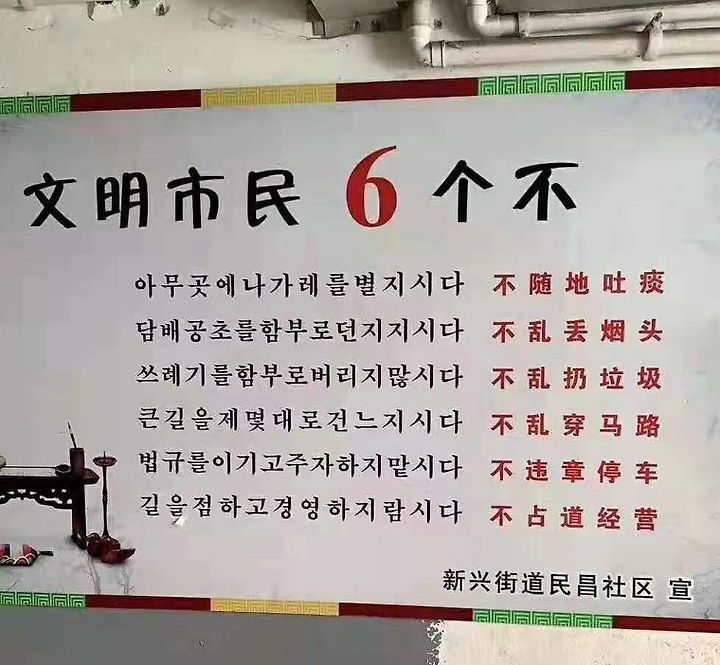 文明市民6个不
아무곳에나가레를별지시다 不随地吐痰
담배공초를함부로던지지시다 不乱丢烟头
쓰레기를함부로버리지많시다 不乱扔垃圾
큰길을제몇대로건느지시다 不乱穿马路
법규를이기고주자하지맡시다 不违章停车
길을점하고경영하지람시다 不占道经营
新兴街道民昌社区 宣